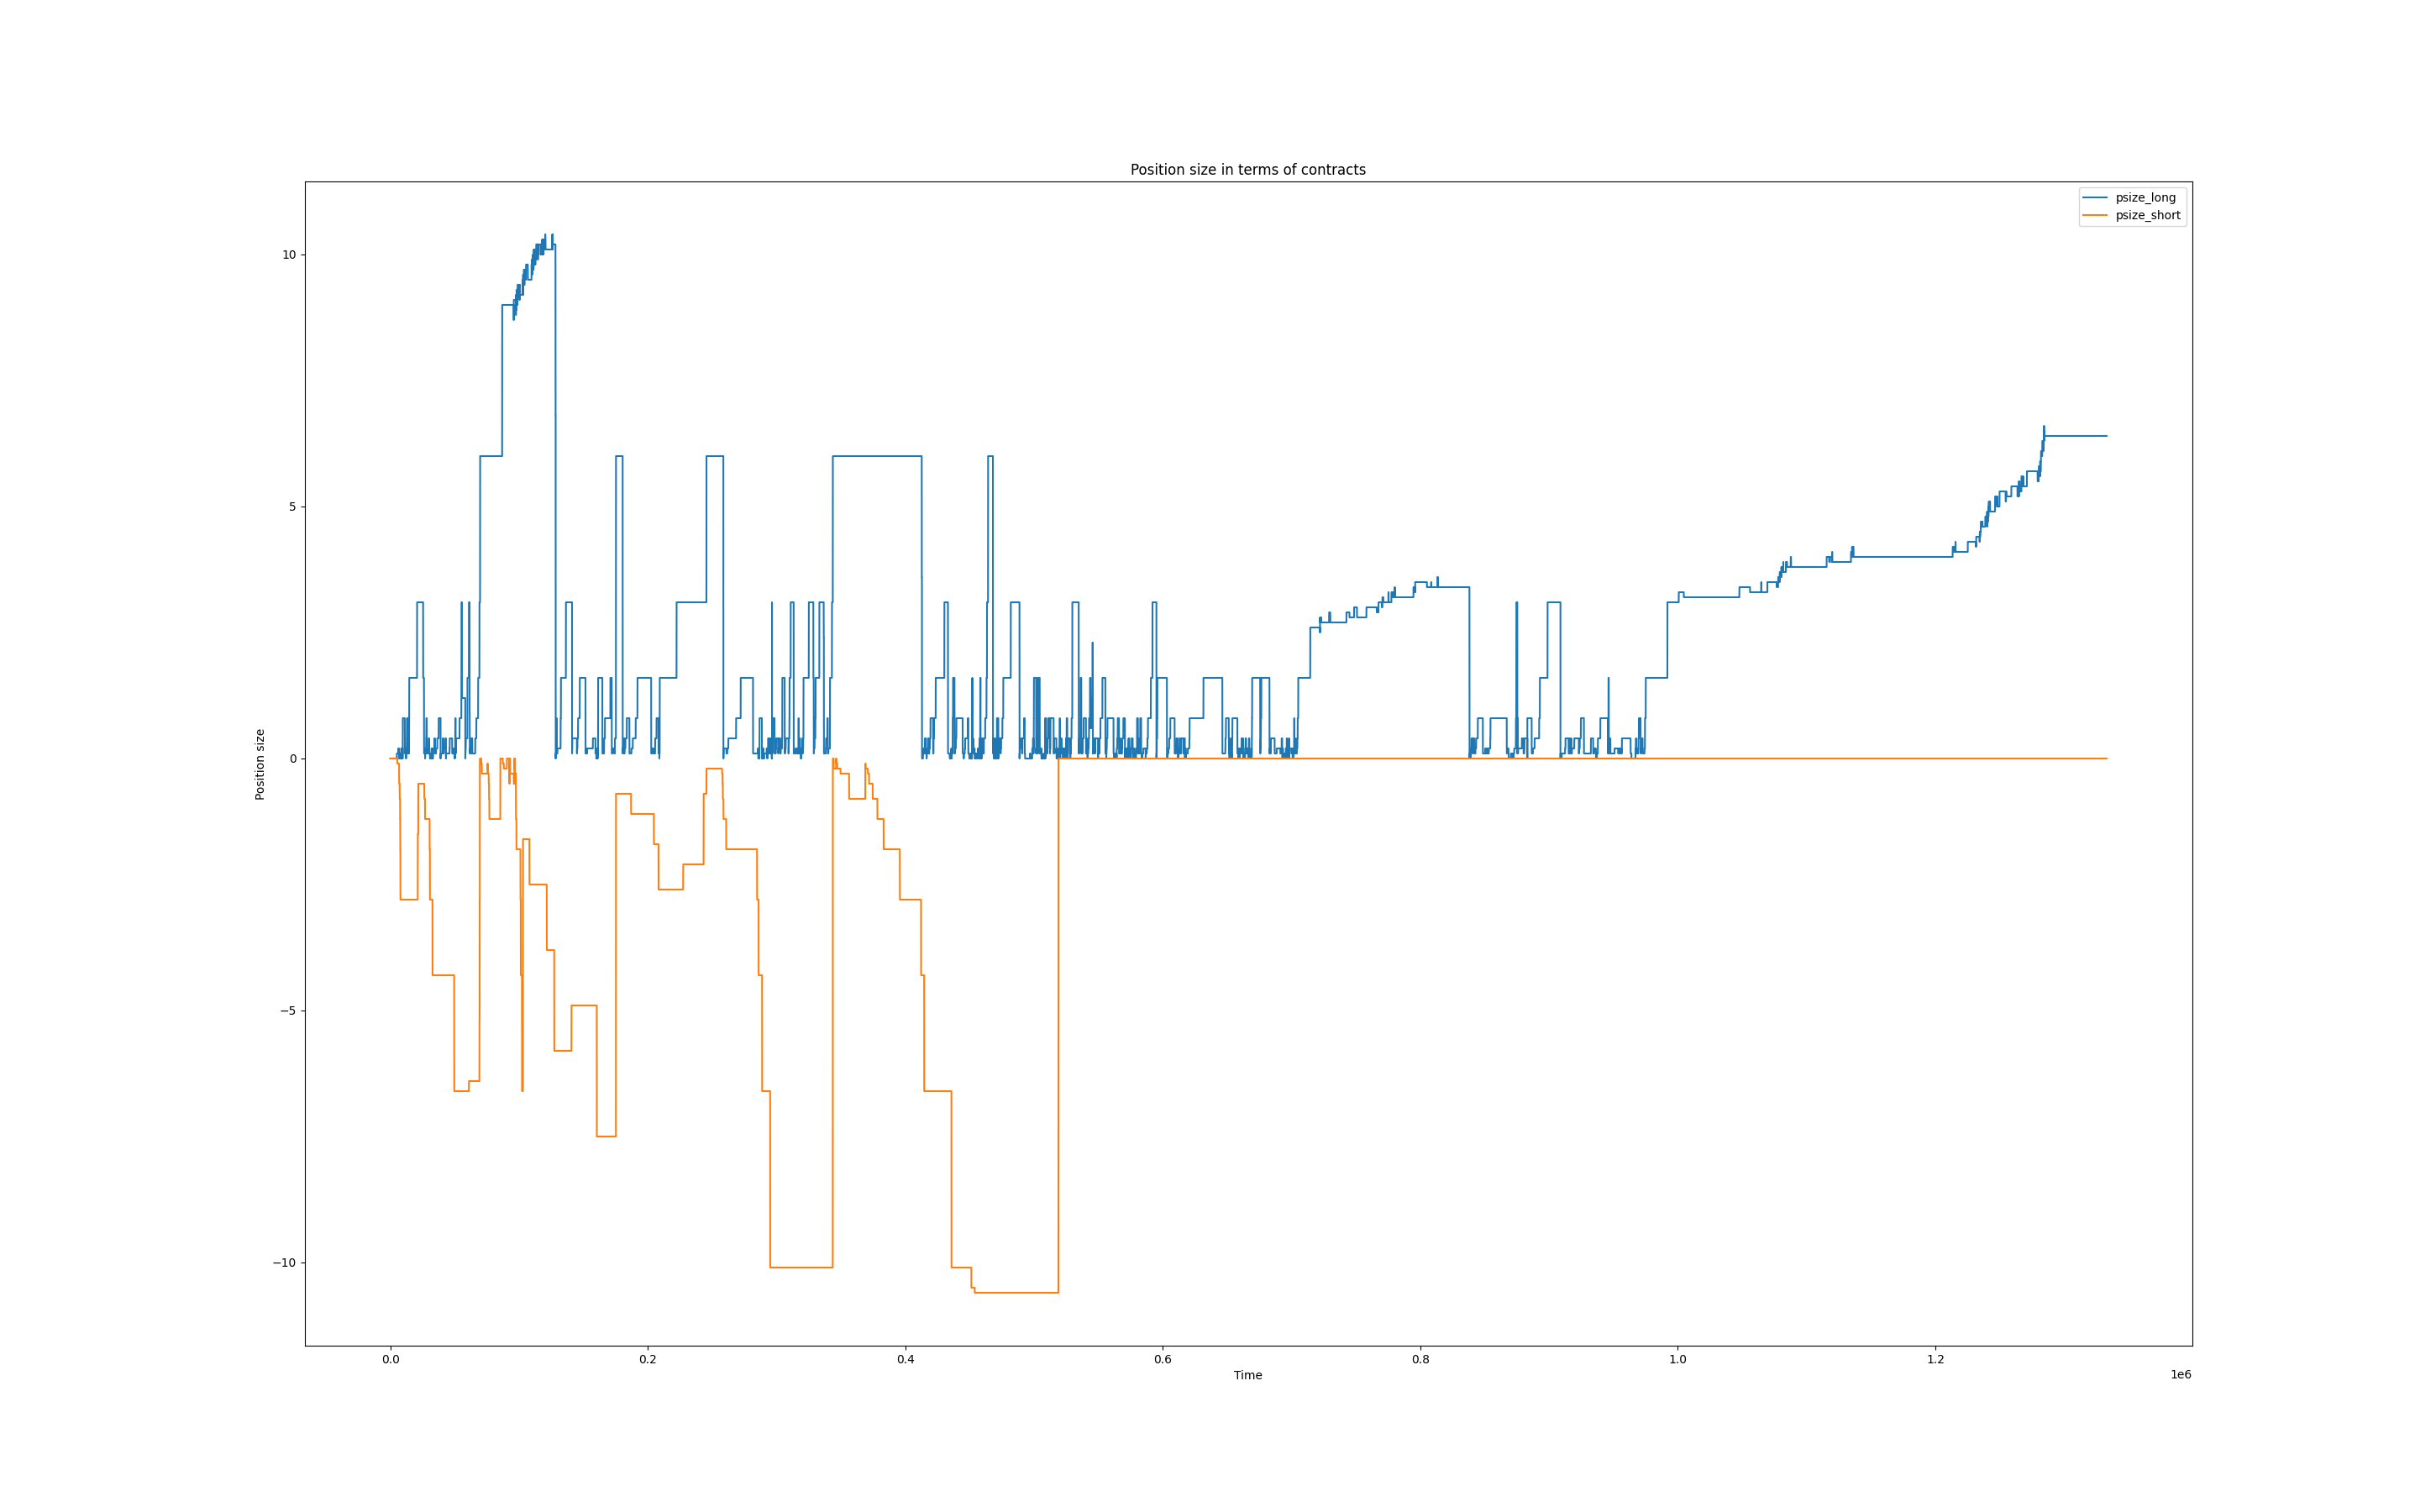 Position size in terms of contracts
psize_long
psize_short
10
5
0
−5
−10
Position size
0.0
0.2
0.4
0.6
0.8
1.0
1.2
1e6
Time